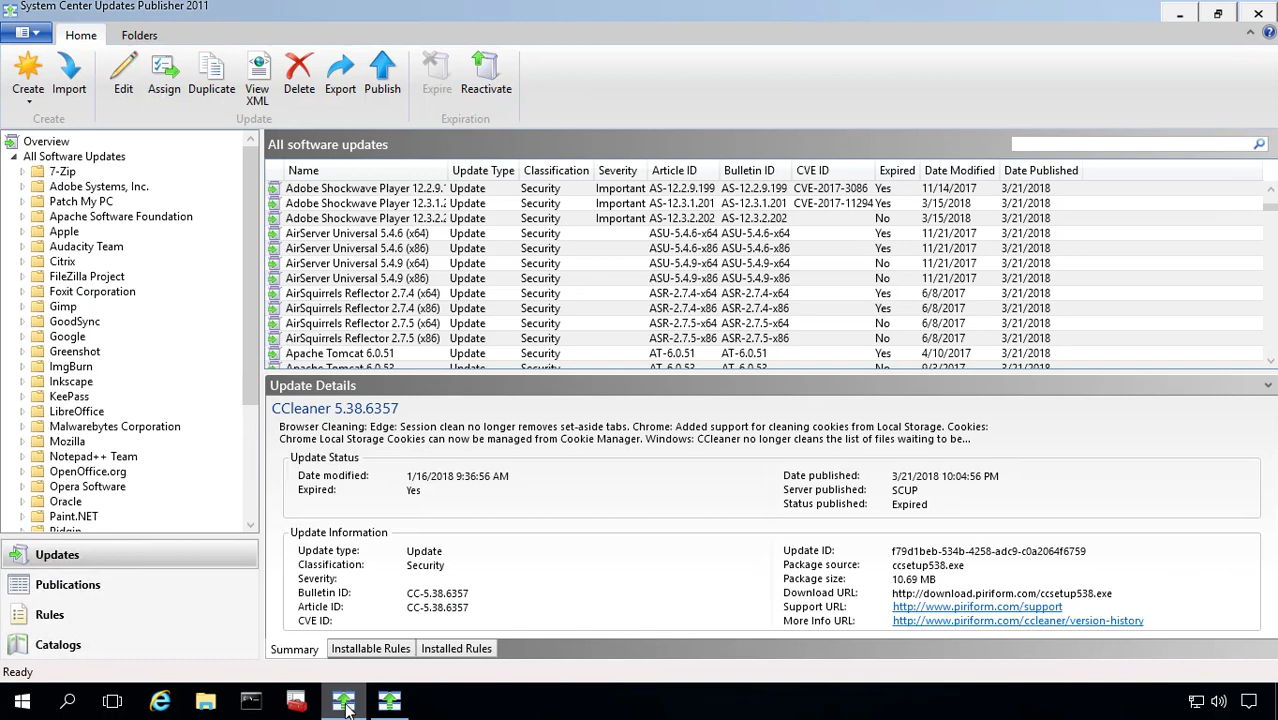 System Center Updates Publisher 2011
Home Folders
Create Import Edit Assign Duplicate View XML Delete Export Publish Expire Reactivate
Create Update Expiration
Overview
All Software Updates
7-Zip
Adobe Systems, Inc.
Patch My PC
Apache Software Foundation
Apple
Audacity Team
Citrix
FileZilla Project
Foxit Corporation
Gimp
GoodSync
Google
Greenshot
ImgBurn
Inkscape
KeePass
LibreOffice
Malwarebytes Corporation
Mozilla
Notepad++ Team
OpenOffice.org
Opera Software
Oracle
Paint.NET
Pidgin
Updates
Publications
Rules
Catalogs
Ready
All software updates
Name Update Type Classification Severity Article ID Bulletin ID CVE ID Expired Date Modified Date Published
Adobe Shockwave Player 12.2.9. Update Security Important AS-12.2.9.199 AS-12.2.9.199 CVE-2017-3086 Yes 11/14/2017 3/21/2018
Adobe Shockwave Player 12.3.1. Update Security Important AS-12.3.1.201 AS-12.3.1.201 CVE-2017-11294 Yes 3/15/2018 3/21/2018
Adobe Shockwave Player 12.3.2. Update Security Important AS-12.3.2.202 AS-12.3.2.202 No 3/15/2018 3/21/2018
AirServer Universal 5.4.6 (x64) Update Security ASU-5.4.6-x64 ASU-5.4.6-x64 Yes 11/21/2017 3/21/2018
AirServer Universal 5.4.6 (x86) Update Security ASU-5.4.6-x86 ASU-5.4.6-x86 Yes 11/21/2017 3/21/2018
AirServer Universal 5.4.9 (x64) Update Security ASU-5.4.9-x64 ASU-5.4.9-x64 No 11/21/2017 3/21/2018
AirServer Universal 5.4.9 (x86) Update Security ASU-5.4.9-x86 ASU-5.4.9-x86 No 11/21/2017 3/21/2018
AirSquirrels Reflector 2.7.4 (x64) Update Security ASR-2.7.4-x64 ASR-2.7.4-x64 Yes 6/8/2017 3/21/2018
AirSquirrels Reflector 2.7.4 (x86) Update Security ASR-2.7.4-x86 ASR-2.7.4-x86 Yes 6/8/2017 3/21/2018
AirSquirrels Reflector 2.7.5 (x64) Update Security ASR-2.7.5-x64 ASR-2.7.5-x64 No 6/8/2017 3/21/2018
AirSquirrels Reflector 2.7.5 (x86) Update Security ASR-2.7.5-x86 ASR-2.7.5-x86 No 6/8/2017 3/21/2018
Apache Tomcat 6.0.51 Update Security AT-6.0.51 AT-6.0.51 Yes 4/10/2017 3/21/2018
Apache Tomcat 6.0.53 Update Security AT-6.0.53 AT-6.0.53 No 9/3/2017 3/21/2018
Update Details
CCleaner 5.38.6357
Browser Cleaning: Edge: Session clean no longer removes set-aside tabs. Chrome: Added support for cleaning cookies from Local Storage. Cookies:
Chrome Local Storage Cookies can now be managed from Cookie Manager. Windows: CCleaner no longer cleans the list of files waiting to be...
Update Status
Date modified: 1/16/2018 9:36:56 AM Date published: 3/21/2018 10:04:56 PM
Expired: Yes Server published: SCUP
Status published: Expired
Update Information
Update type: Update Update ID: f79d1beb-534b-4258-adc9-c0a2064f6759
Classification: Security Package source: ccsetup538.exe
Severity: Package size: 10.69 MB
Bulletin ID: CC-5.38.6357 Download URL: http://download.piriform.com/ccsetup538.exe
Article ID: CC-5.38.6357 Support URL: http://www.piriform.com/support
CVE ID: More Info URL: http://www.piriform.com/ccleaner/version-history
Summary Installable Rules Installed Rules